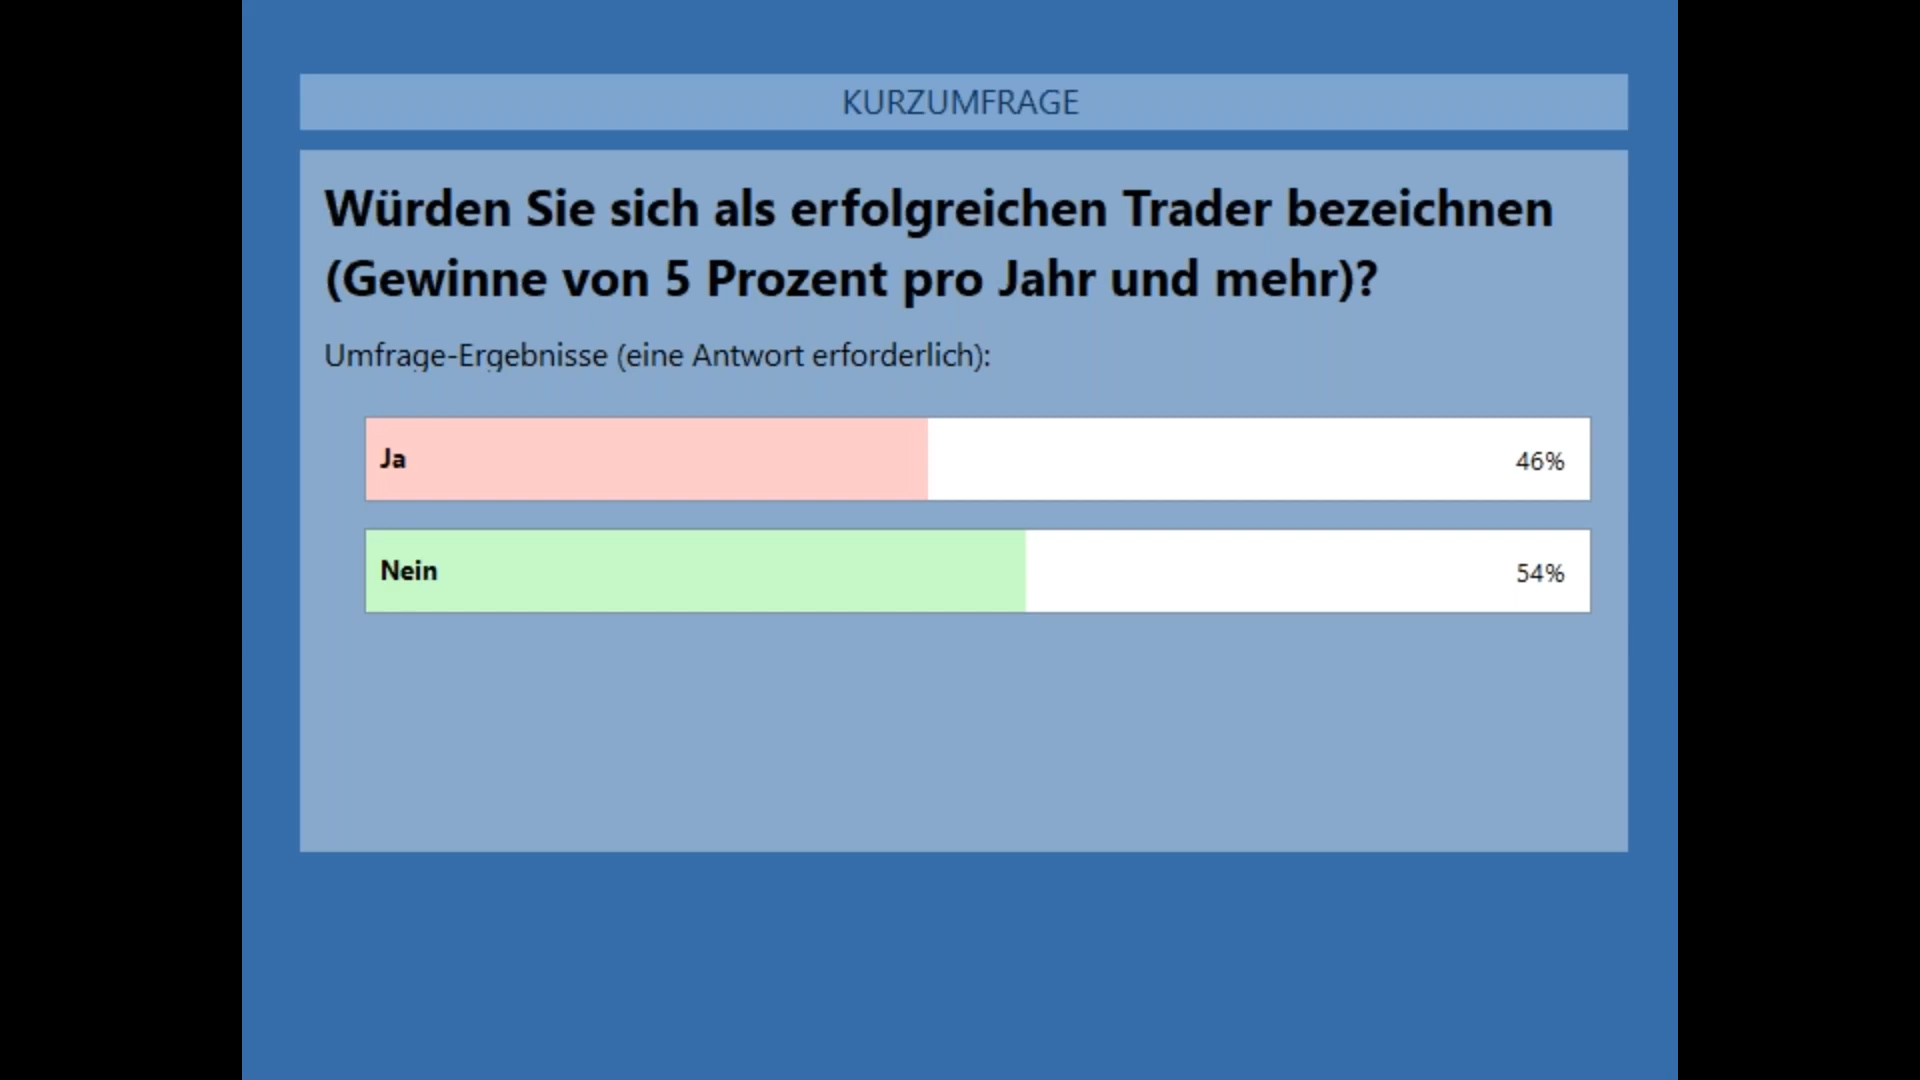 KURZUMFRAGE
Würden Sie sich als erfolgreichen Trader bezeichnen
(Gewinne von 5 Prozent pro Jahr und mehr)?
Umfrage-Ergebnisse (eine Antwort erforderlich):
Ja 46%
Nein 54%